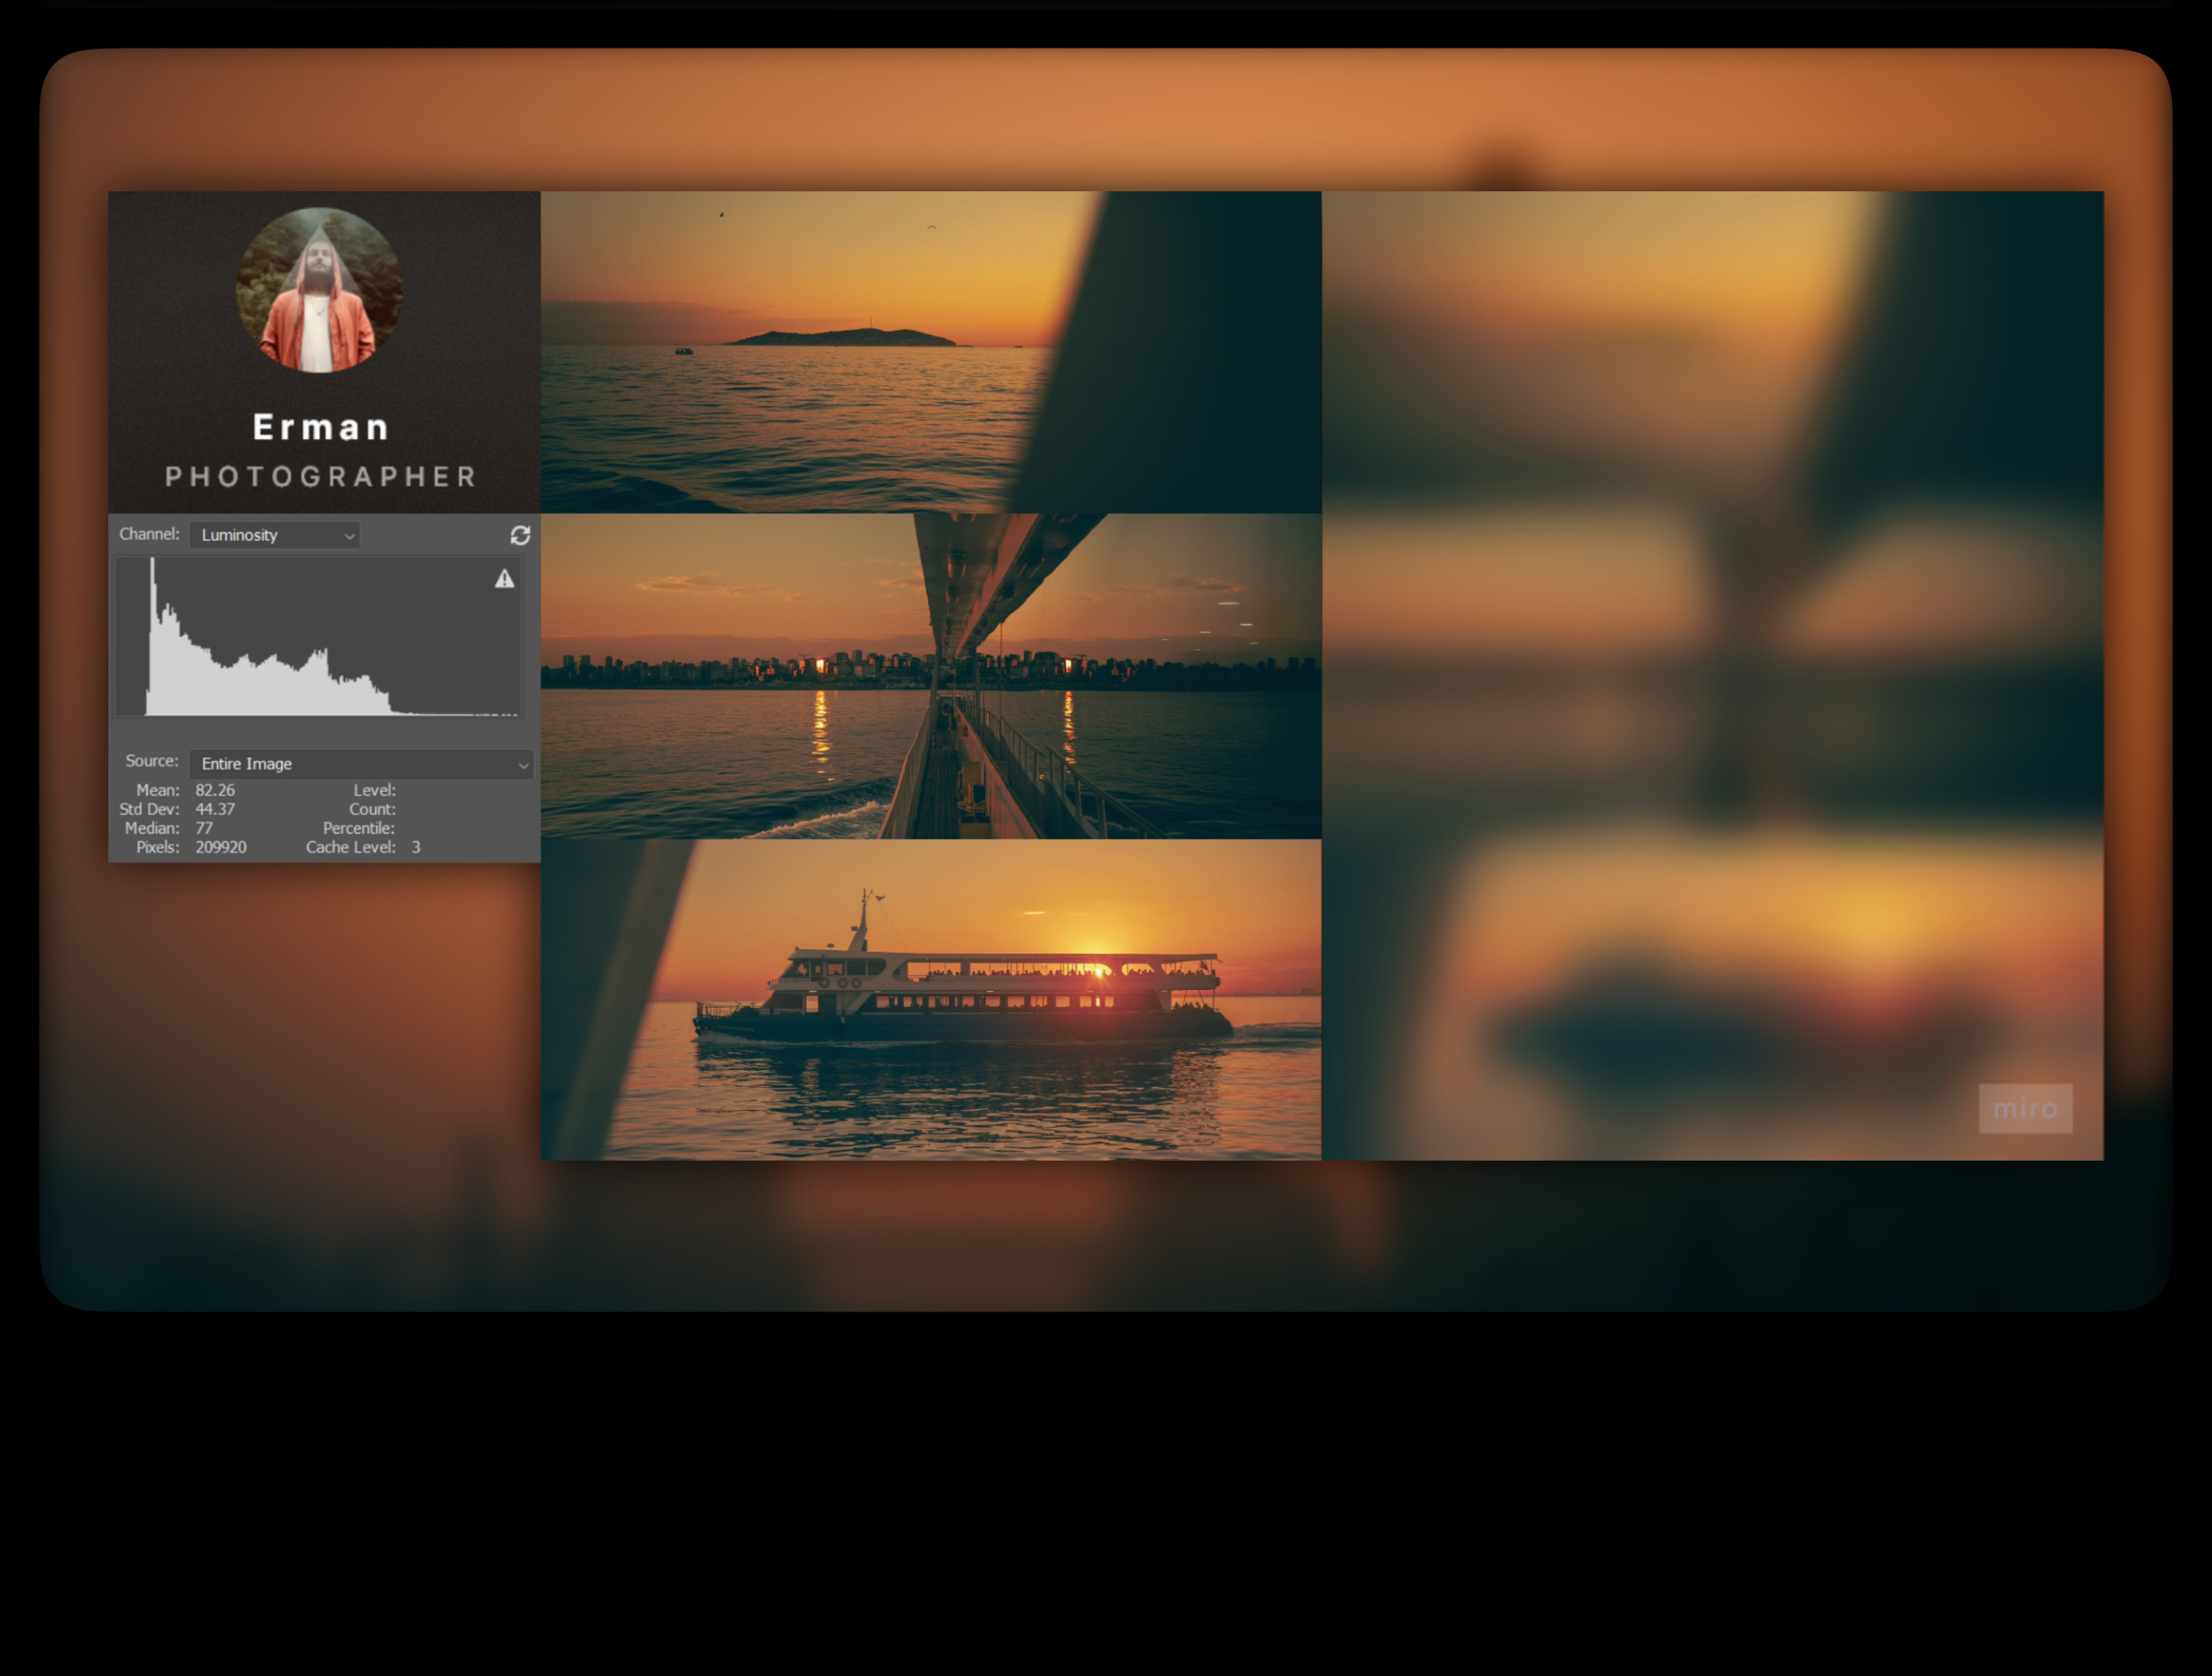 Erman
PHOTOGRAPHER
Channel: Luminosity
Source: Entire Image
Mean: 82.26 Level:
Std Dev: 44.37 Count:
Median: 77 Percentile:
Pixels: 209920 Cache Level: 3
miro